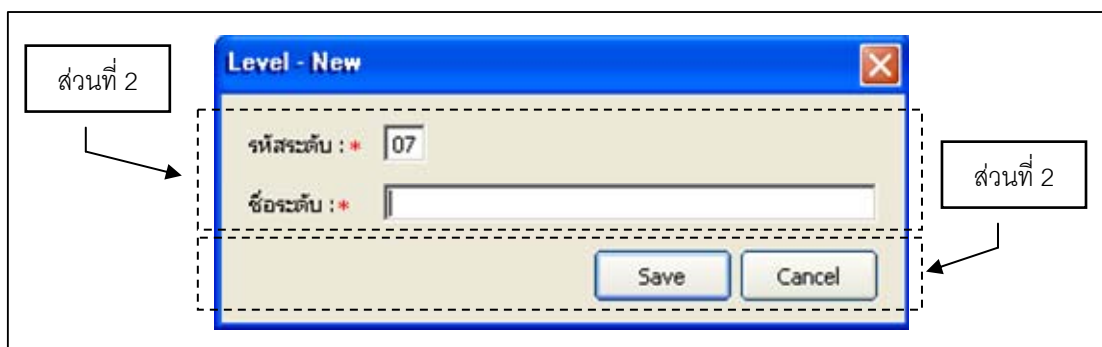 Level - New
ส่วนที่ 2
รหัสระดับ : * 07
ชื่อระดับ : *
ส่วนที่ 2
Save Cancel